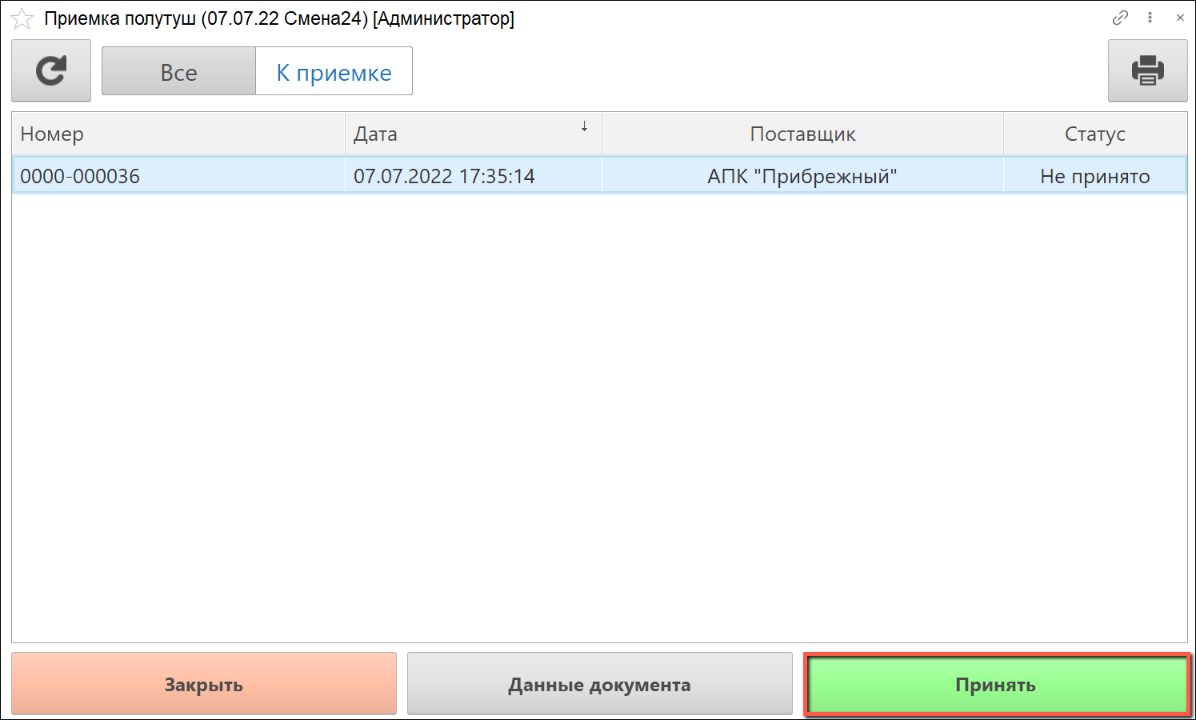 Приемка полутуш (07.07.22 Смена24) [Администратор]
Все К приемке
Номер Дата ↓ Поставщик Статус
0000-000036 07.07.2022 17:35:14 АПК "Прибрежный" Не принято
Закрыть Данные документа Принять